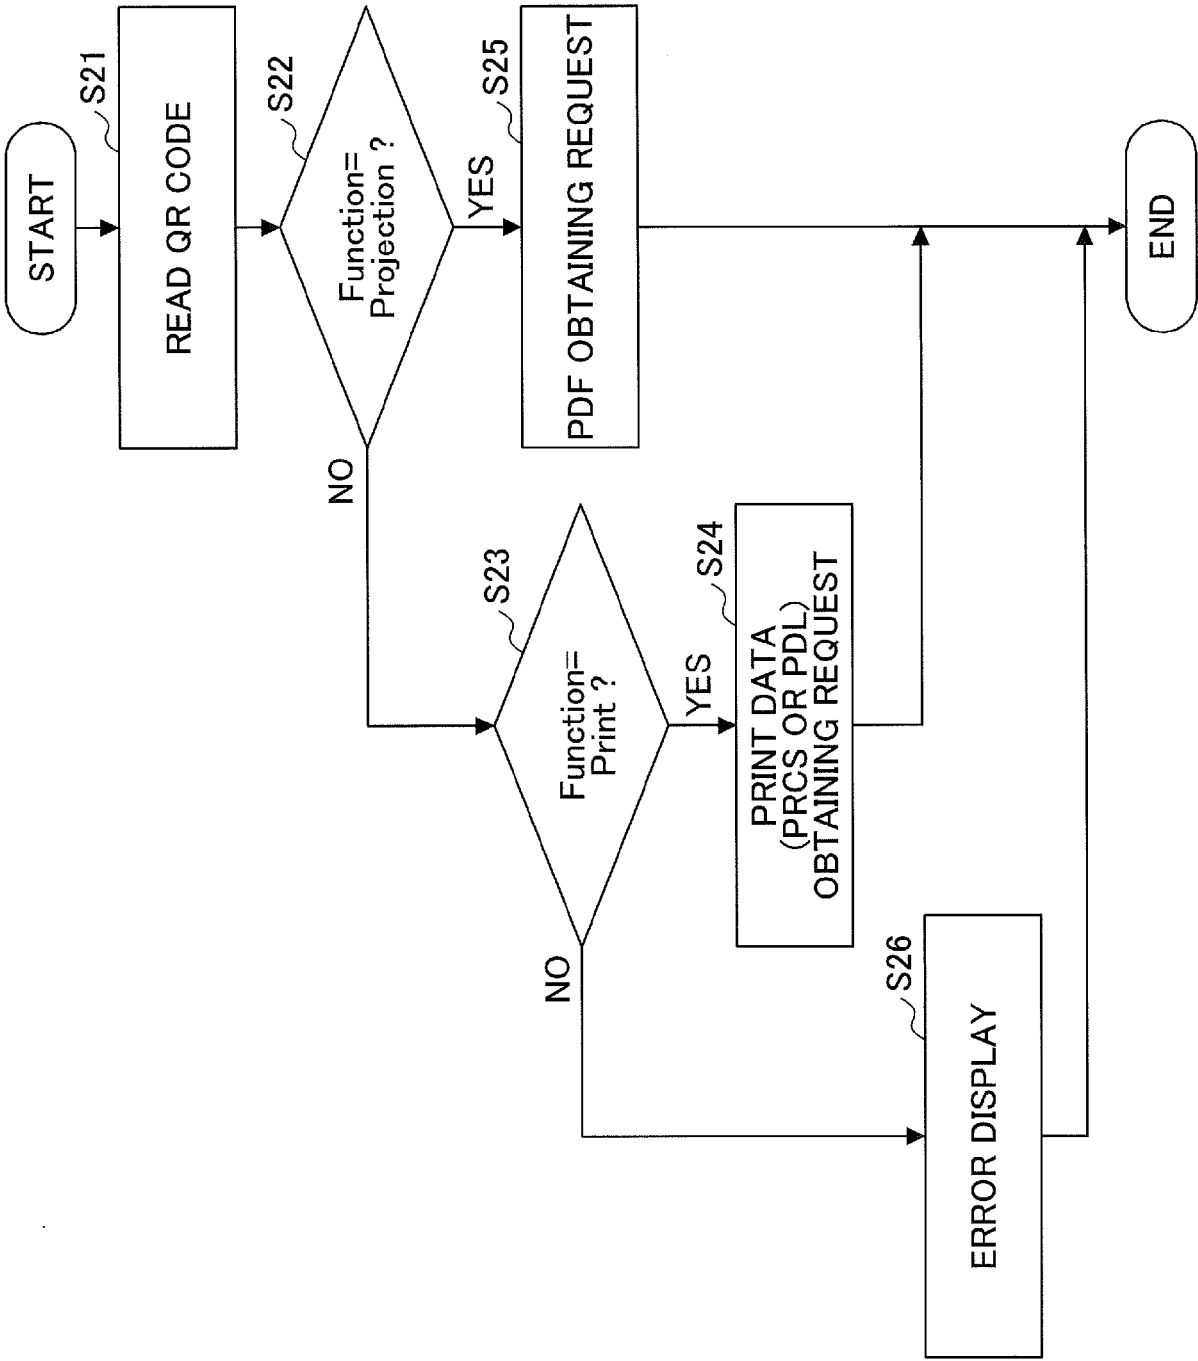 START
S21
READ QR CODE
S22
Function=
Projection ?
YES
NO
S25
PDF OBTAINING REQUEST
S23
Function=
Print ?
YES
NO
S24
PRINT DATA
(PRCS OR PDL)
OBTAINING REQUEST
S26
ERROR DISPLAY
END